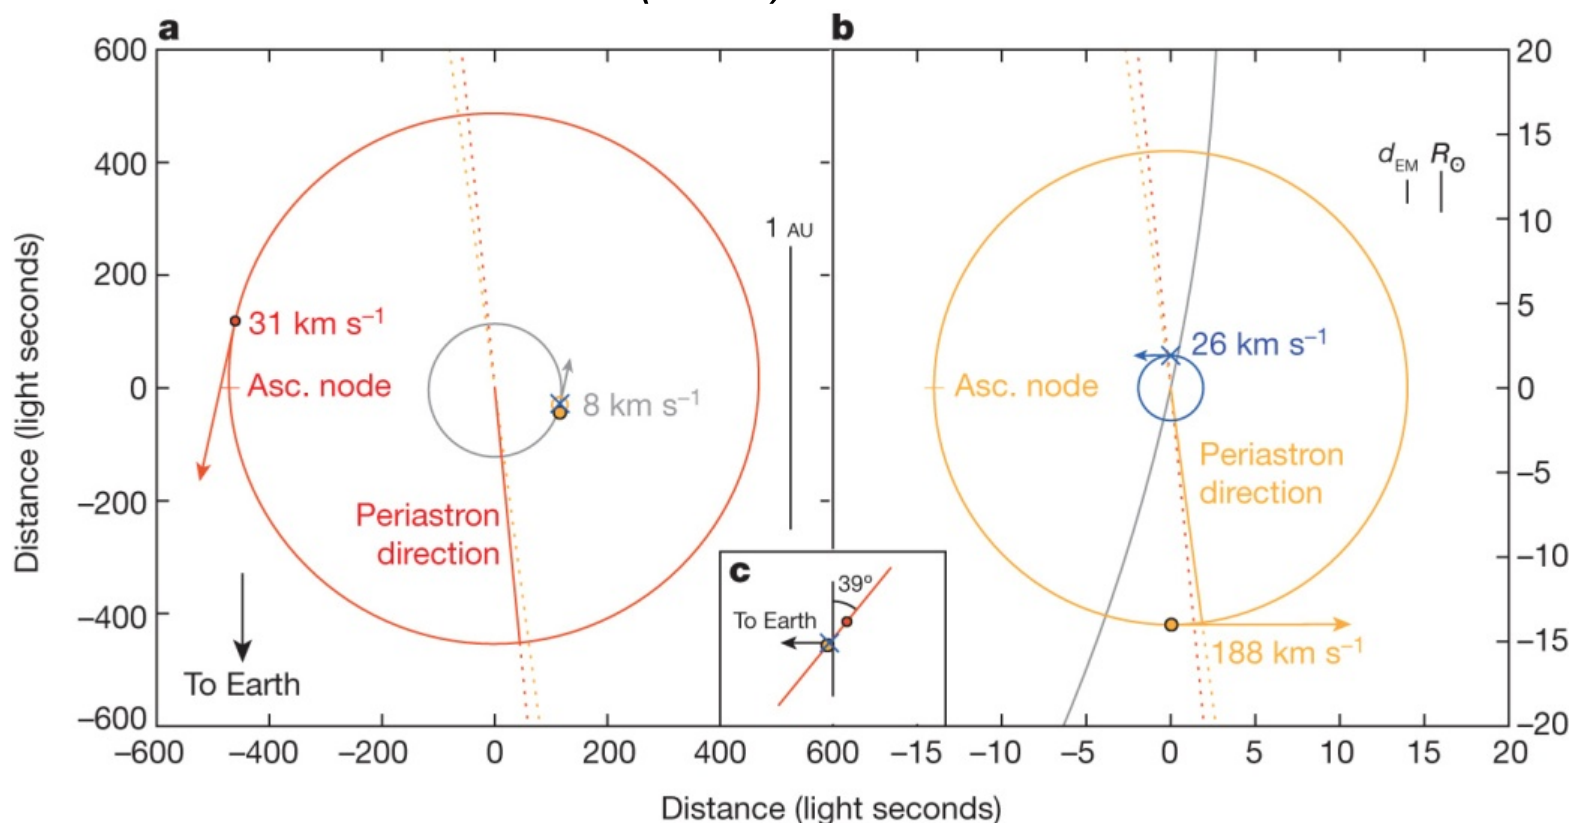 a
b
600
400
200
0
−200
−400
−600
Distance (light seconds)
31 km s⁻¹
Asc. node
8 km s⁻¹
Periastron
direction
To Earth
1 AU
−600
−400
−200
0
200
400
600
c
39°
To Earth
d_EM R_⊙
26 km s⁻¹
Asc. node
Periastron
direction
188 km s⁻¹
20
15
10
5
0
−5
−10
−15
−20
−15
−10
−5
0
5
10
15
20
Distance (light seconds)